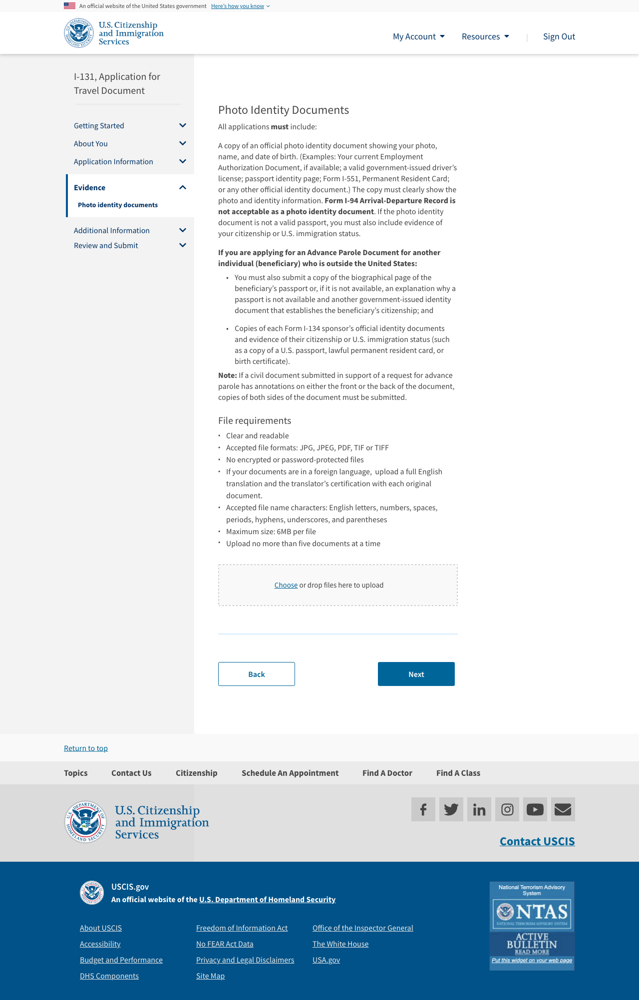 An official website of the United States government Here's how you know
U.S. Citizenship
and Immigration
Services
My Account
Resources
Sign Out
I-131, Application for
Travel Document
Getting Started
About You
Application Information
Evidence
Photo identity documents
Additional Information
Review and Submit
Photo Identity Documents
All applications must include:
A copy of an official photo identity document showing your photo,
name, and date of birth. (Examples: Your current Employment
Authorization Document, if available; a valid government-issued driver's
license; passport identity page; Form I-551, Permanent Resident Card;
or any other official identity document.) The copy must clearly show the
photo and identity information. Form I-94 Arrival-Departure Record is
not acceptable as a photo identity document. If the photo identity
document is not a valid passport, you must also include evidence of
your citizenship or U.S. immigration status.
If you are applying for an Advance Parole Document for another
individual (beneficiary) who is outside the United States:
• You must also submit a copy of the biographical page of the
beneficiary's passport or, if it is not available, an explanation why a
passport is not available and another government-issued identity
document that establishes the beneficiary's citizenship; and
• Copies of each Form I-134 sponsor's official identity documents
and evidence of their citizenship or U.S. immigration status (such
as a copy of a U.S. passport, lawful permanent resident card, or
birth certificate).
Note: If a civil document submitted in support of a request for advance
parole has annotations on either the front or the back of the document,
copies of both sides of the document must be submitted.
File requirements
• Clear and readable
• Accepted file formats: JPG, JPEG, PDF, TIF or TIFF
• No encrypted or password-protected files
• If your documents are in a foreign language, upload a full English
translation and the translator's certification with each original
document.
• Accepted file name characters: English letters, numbers, spaces,
periods, hyphens, underscores, and parentheses
• Maximum size: 6MB per file
• Upload no more than five documents at a time
Choose or drop files here to upload
Back
Next
Return to top
Topics
Contact Us
Citizenship
Schedule An Appointment
Find A Doctor
Find A Class
U.S. DEPARTMENT OF HOMELAND SECURITY
U.S. Citizenship
and Immigration
Services
Contact USCIS
USCIS.gov
An official website of the U.S. Department of Homeland Security
About USCIS
Accessibility
Budget and Performance
DHS Components
Freedom of Information Act
No FEAR Act Data
Privacy and Legal Disclaimers
Site Map
Office of the Inspector General
The White House
USA.gov
National Terrorism Advisory
System
NTAS
NATIONAL TERRORISM ADVISORY SYSTEM
ACTIVE
BULLETIN
READ MORE
Put this widget on your web page